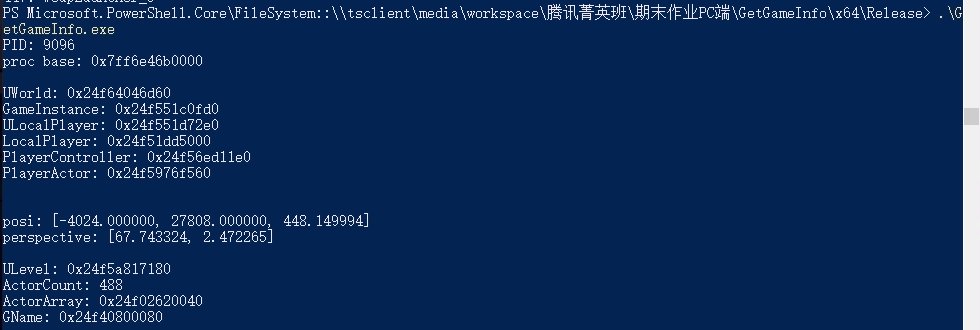 PS Microsoft.PowerShell.Core\FileSystem::\\tsclient\media\workspace\腾讯菁英班\期末作业PC端\GetGameInfo\x64\Release> .\G
etGameInfo.exe
PID: 9096
proc base: 0x7ff6e46b0000
UWorld: 0x24f64046d60
GameInstance: 0x24f551c0fd0
ULocalPlayer: 0x24f551d72e0
LocalPlayer: 0x24f51dd5000
PlayerController: 0x24f56ed11e0
PlayerActor: 0x24f5976f560
posi: [-4024.000000, 27808.000000, 448.149994]
perspective: [67.743324, 2.472265]
ULevel: 0x24f5a817180
ActorCount: 488
ActorArray: 0x24f02620040
GName: 0x24f40800080